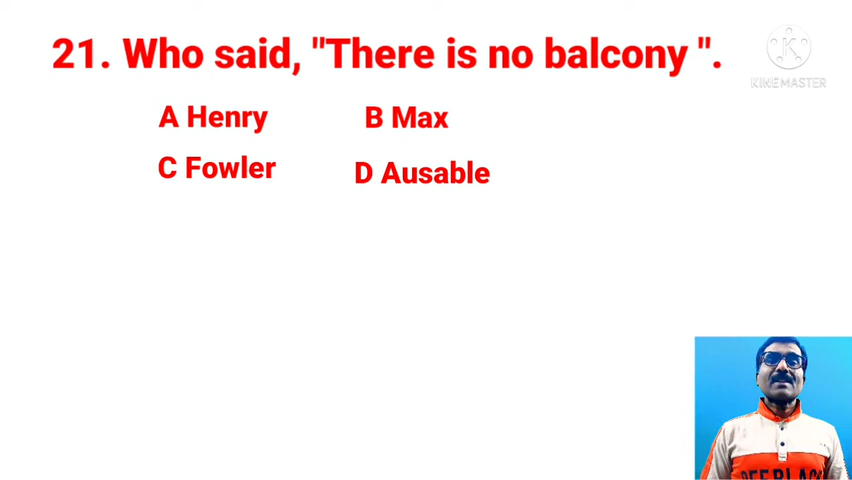 21. Who said, "There is no balcony ".
KINEMASTER
A Henry B Max
C Fowler D Ausable